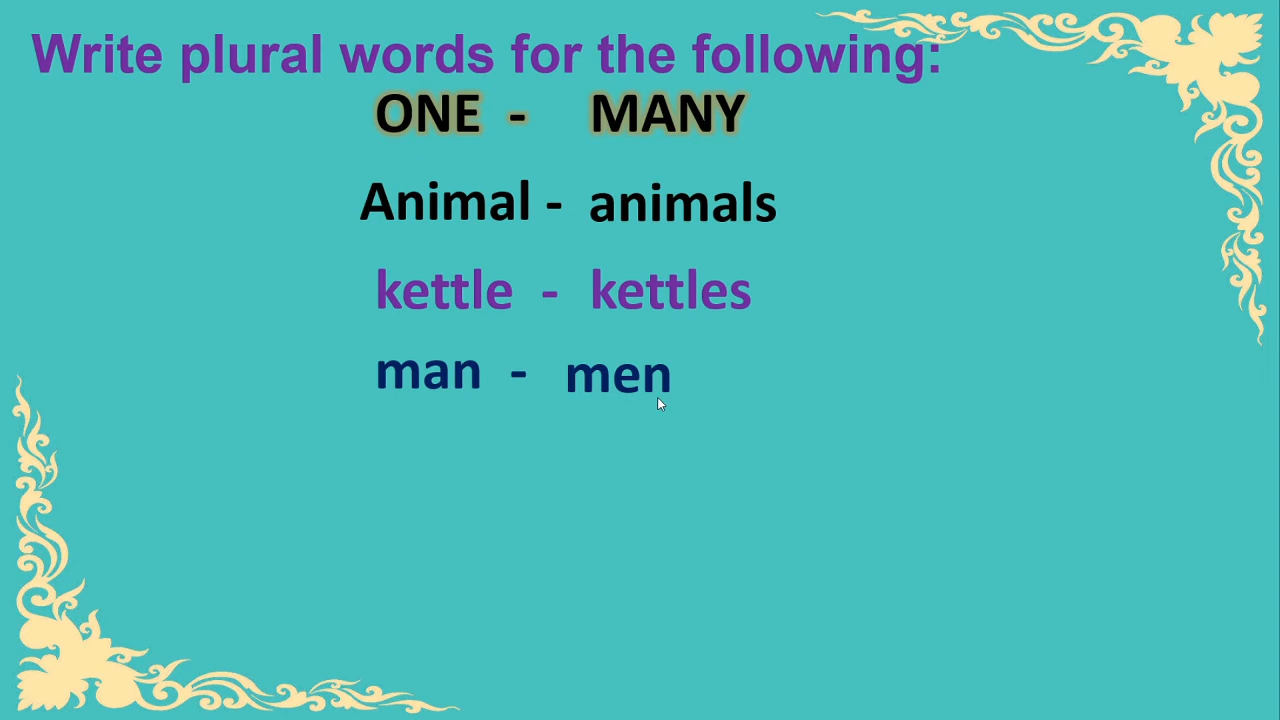 Write plural words for the following:
ONE - MANY
Animal - animals
kettle - kettles
man - men